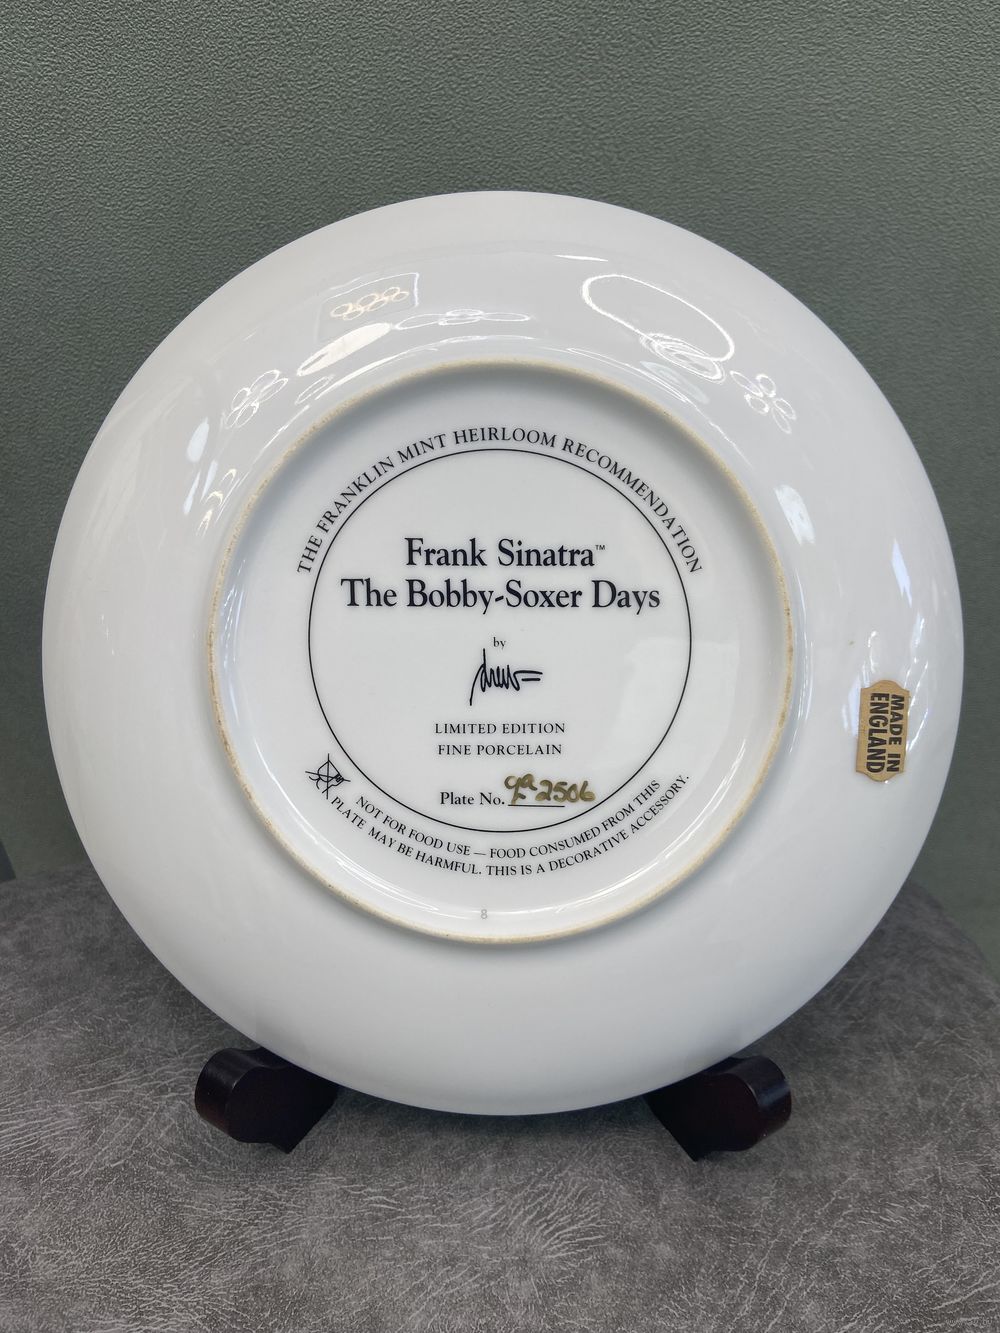 THE FRANKLIN MINT HEIRLOOM RECOMMENDATION
Frank Sinatra™
The Bobby-Soxer Days
by
LIMITED EDITION
FINE PORCELAIN
Plate No. 2506
NOT FOR FOOD USE — FOOD CONSUMED FROM THIS
PLATE MAY BE HARMFUL. THIS IS A DECORATIVE ACCESSORY.
8
MADE IN
ENGLAND